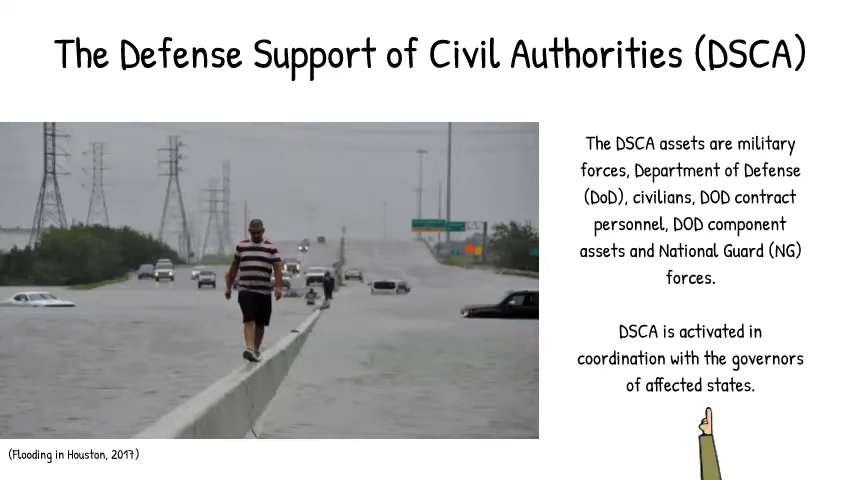 The Defense Support of Civil Authorities (DSCA)
The DSCA assets are military
forces, Department of Defense
(DoD), civilians, DOD contract
personnel, DOD component
assets and National Guard (NG)
forces.
DSCA is activated in
coordination with the governors
of affected states.
(Flooding in Houston, 2017)